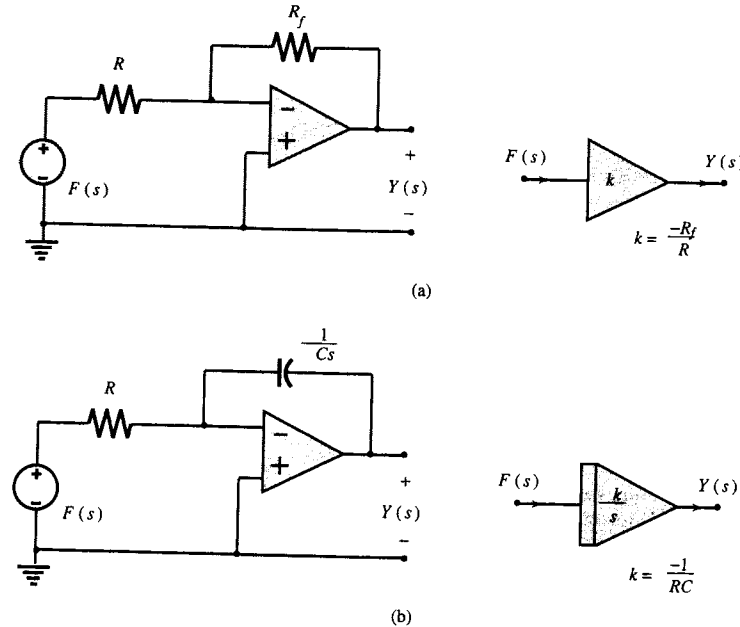 R_f
R
−
+
+
−
F(s)
+
Y(s)
−
F(s)
k
Y(s)
k = −R_f / R
(a)
1 / Cs
R
−
+
+
−
F(s)
+
Y(s)
−
F(s)
k / s
Y(s)
k = −1 / RC
(b)